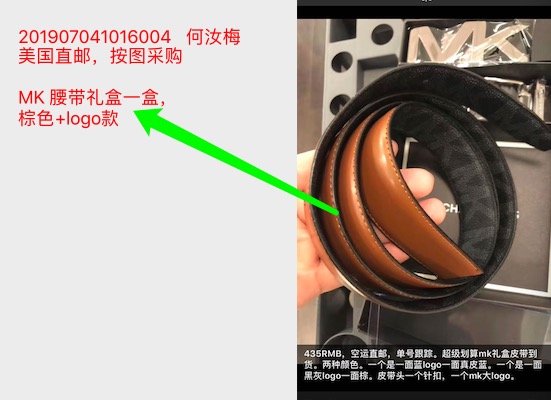 201907041016004 何汝梅
美国直邮，按图采购
MK 腰带礼盒一盒，
棕色+logo款
MK
CHA
435RMB，空运直邮，单号跟踪。超级划算mk礼盒皮带到
货。两种颜色。一个是一面蓝logo一面真皮蓝。一个是一面
黑灰logo一面棕。皮带头一个针扣，一个mk大logo。